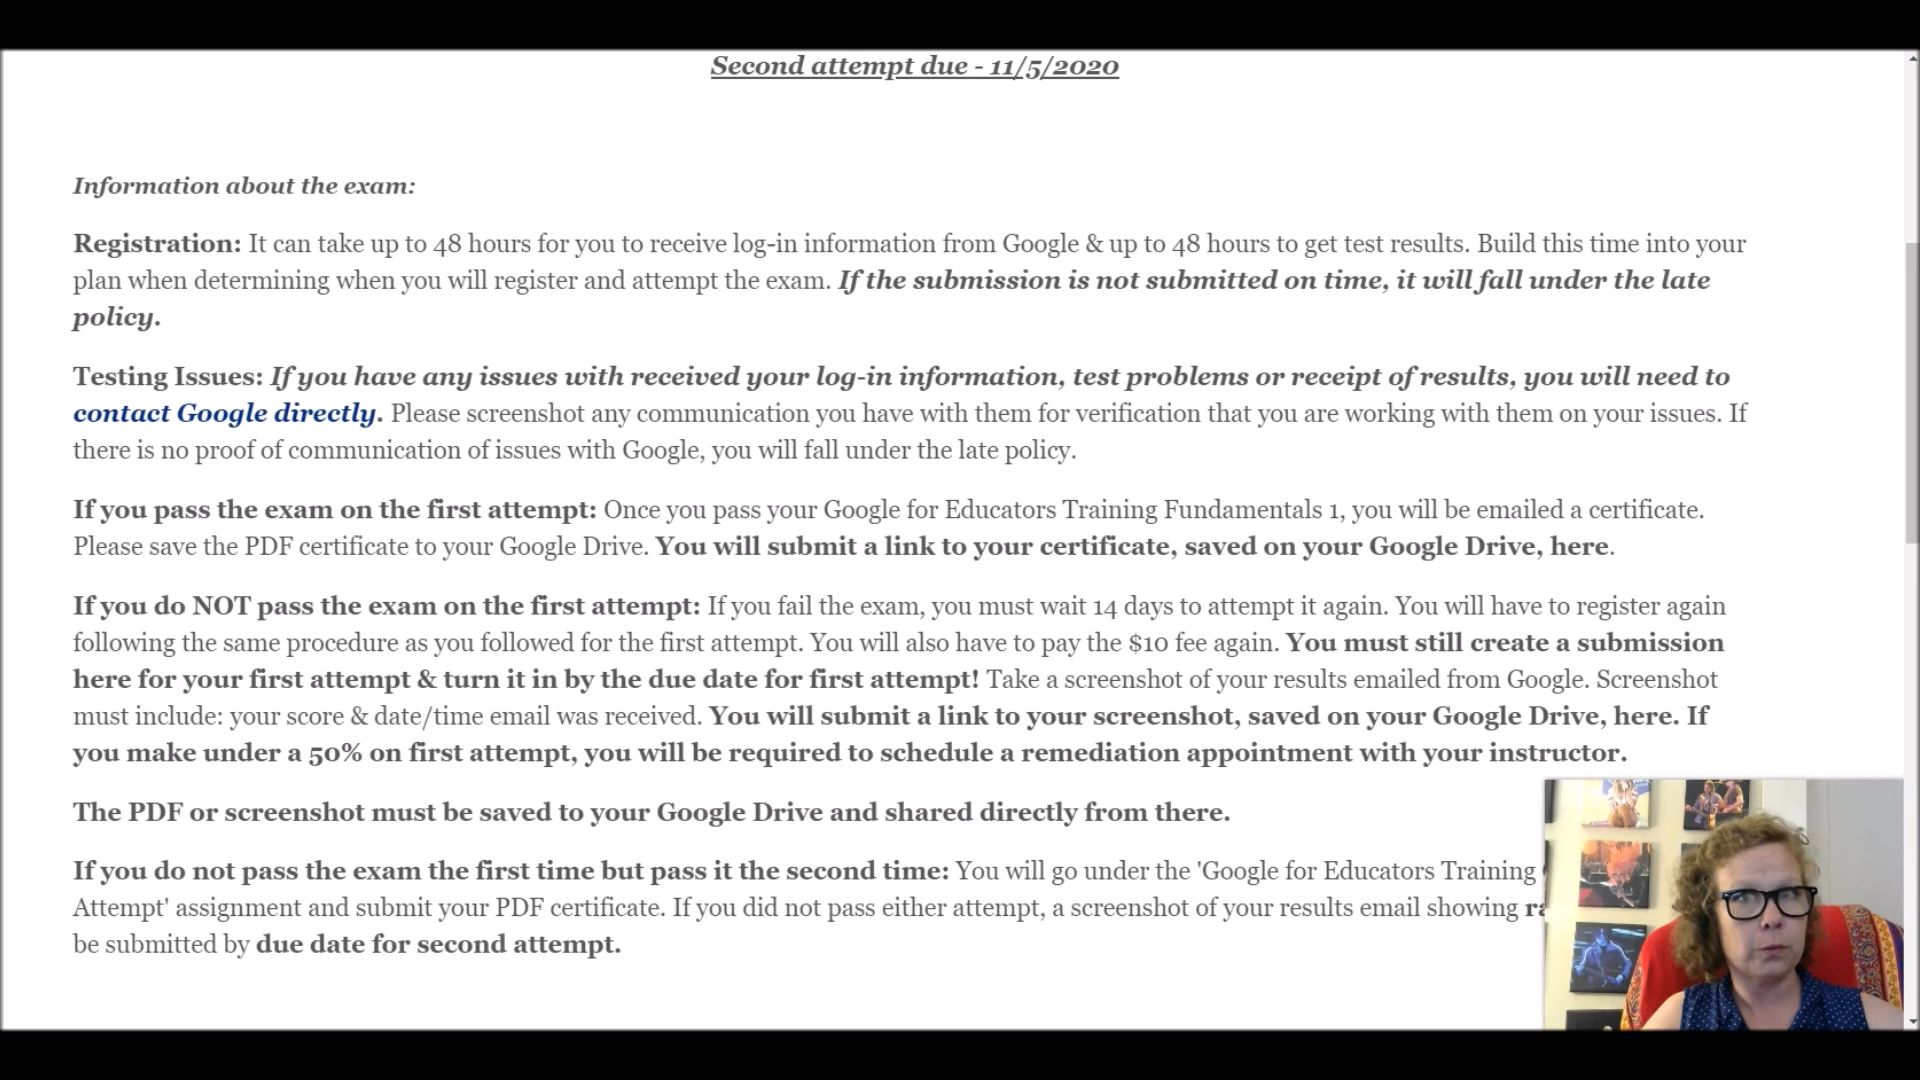 Second attempt due - 11/5/2020
Information about the exam:
Registration: It can take up to 48 hours for you to receive log-in information from Google & up to 48 hours to get test results. Build this time into your
plan when determining when you will register and attempt the exam. If the submission is not submitted on time, it will fall under the late
policy.
Testing Issues: If you have any issues with received your log-in information, test problems or receipt of results, you will need to
contact Google directly. Please screenshot any communication you have with them for verification that you are working with them on your issues. If
there is no proof of communication of issues with Google, you will fall under the late policy.
If you pass the exam on the first attempt: Once you pass your Google for Educators Training Fundamentals 1, you will be emailed a certificate.
Please save the PDF certificate to your Google Drive. You will submit a link to your certificate, saved on your Google Drive, here.
If you do NOT pass the exam on the first attempt: If you fail the exam, you must wait 14 days to attempt it again. You will have to register again
following the same procedure as you followed for the first attempt. You will also have to pay the $10 fee again. You must still create a submission
here for your first attempt & turn it in by the due date for first attempt! Take a screenshot of your results emailed from Google. Screenshot
must include: your score & date/time email was received. You will submit a link to your screenshot, saved on your Google Drive, here. If
you make under a 50% on first attempt, you will be required to schedule a remediation appointment with your instructor.
The PDF or screenshot must be saved to your Google Drive and shared directly from there.
If you do not pass the exam the first time but pass it the second time: You will go under the 'Google for Educators Training
Attempt' assignment and submit your PDF certificate. If you did not pass either attempt, a screenshot of your results email showing
be submitted by due date for second attempt.